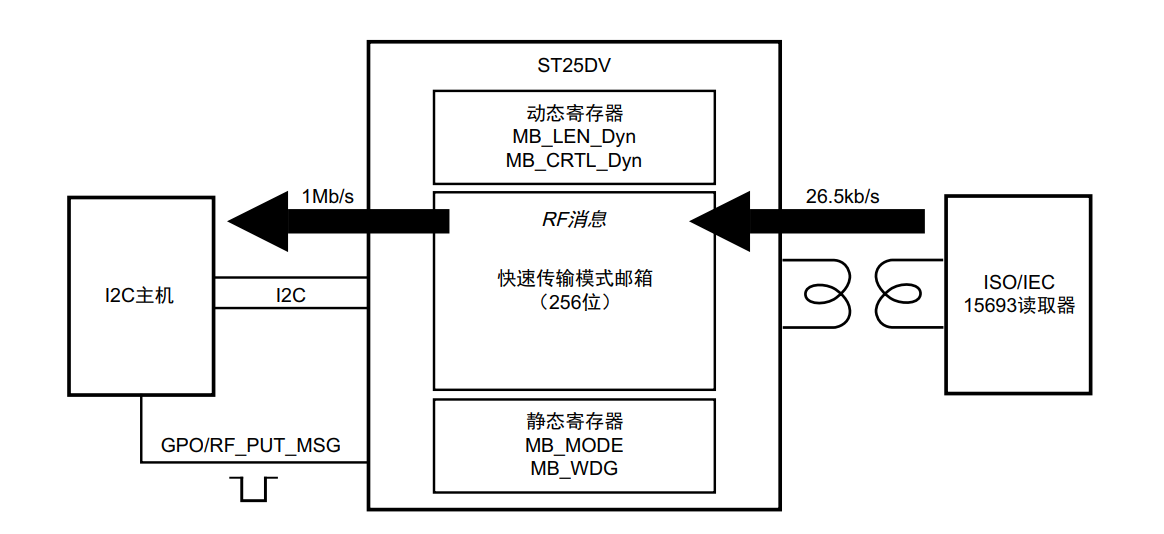 ST25DV
动态寄存器
MB_LEN_Dyn
MB_CRTL_Dyn
1Mb/s
26.5kb/s
RF消息
快速传输模式邮箱
（256位）
I2C主机
I2C
ISO/IEC
15693读取器
静态寄存器
MB_MODE
MB_WDG
GPO/RF_PUT_MSG